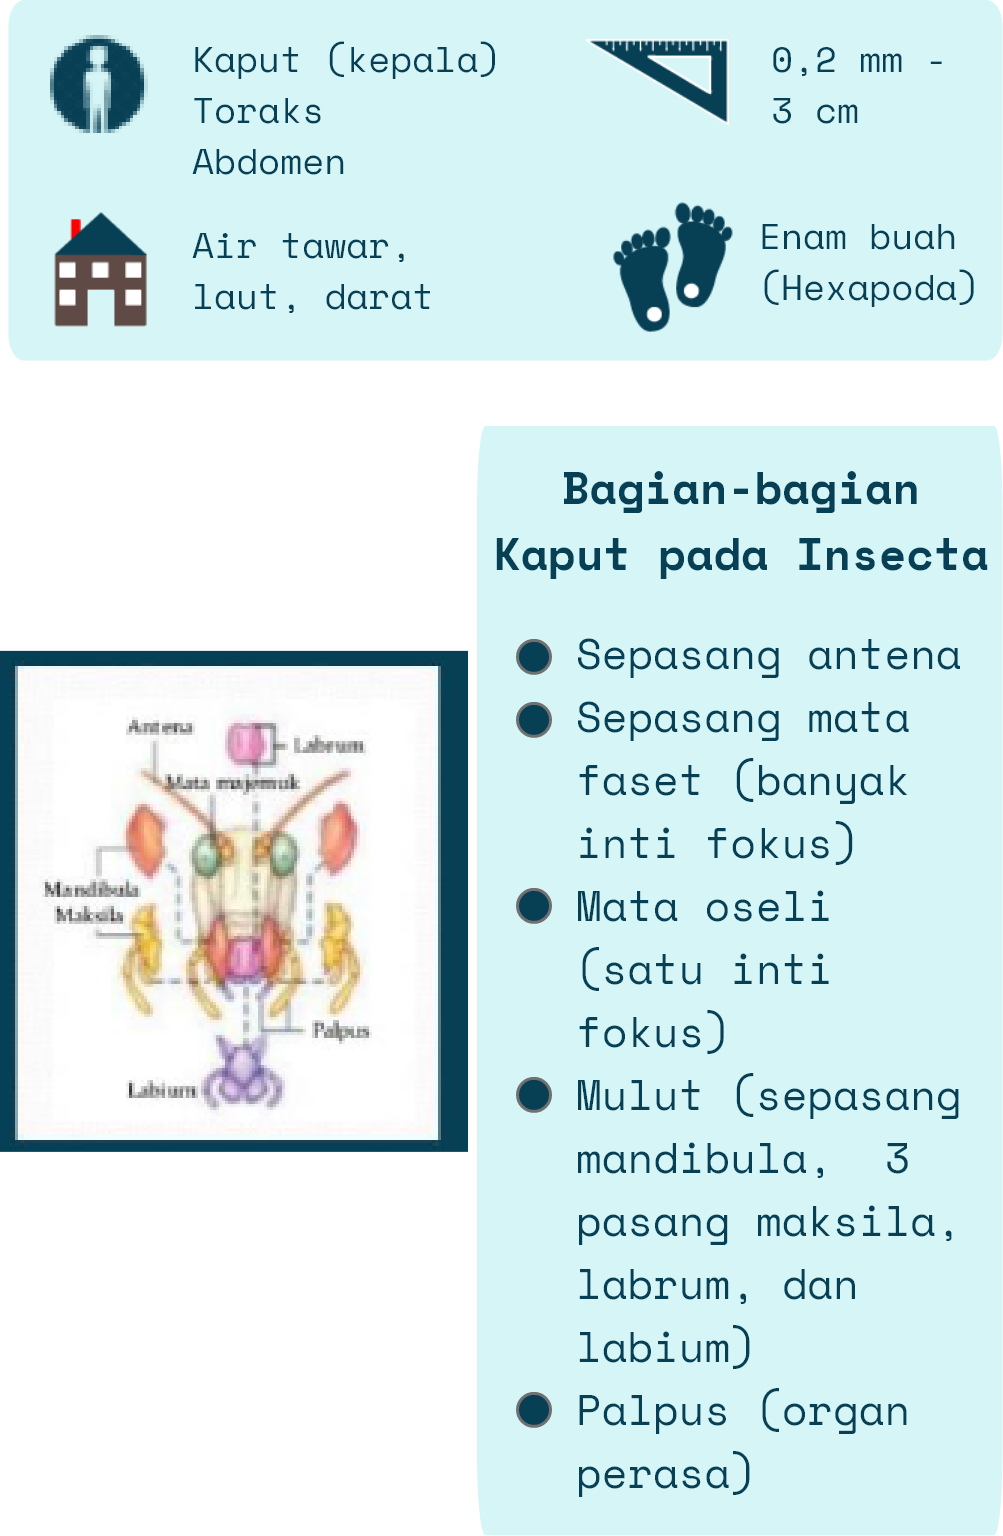 Kaput (kepala)
Toraks
Abdomen
0,2 mm -
3 cm
Air tawar,
laut, darat
Enam buah
(Hexapoda)
Bagian-bagian
Kaput pada Insecta
Sepasang antena
Sepasang mata
faset (banyak
inti fokus)
Mata oseli
(satu inti
fokus)
Mulut (sepasang
mandibula, 3
pasang maksila,
labrum, dan
labium)
Palpus (organ
perasa)
Antena
Labrum
Mata majemuk
Mandibula
Maksila
Palpus
Labium